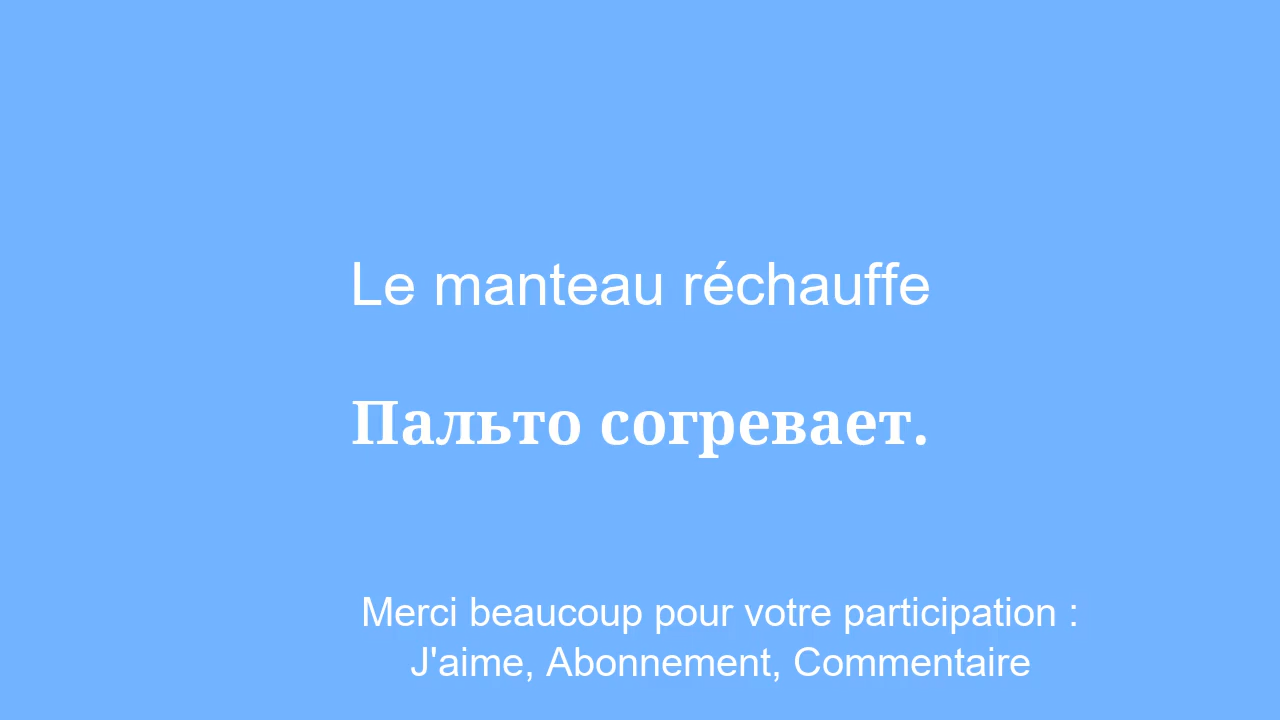 Le manteau réchauffe
Пальто согревает.
Merci beaucoup pour votre participation :
J'aime, Abonnement, Commentaire